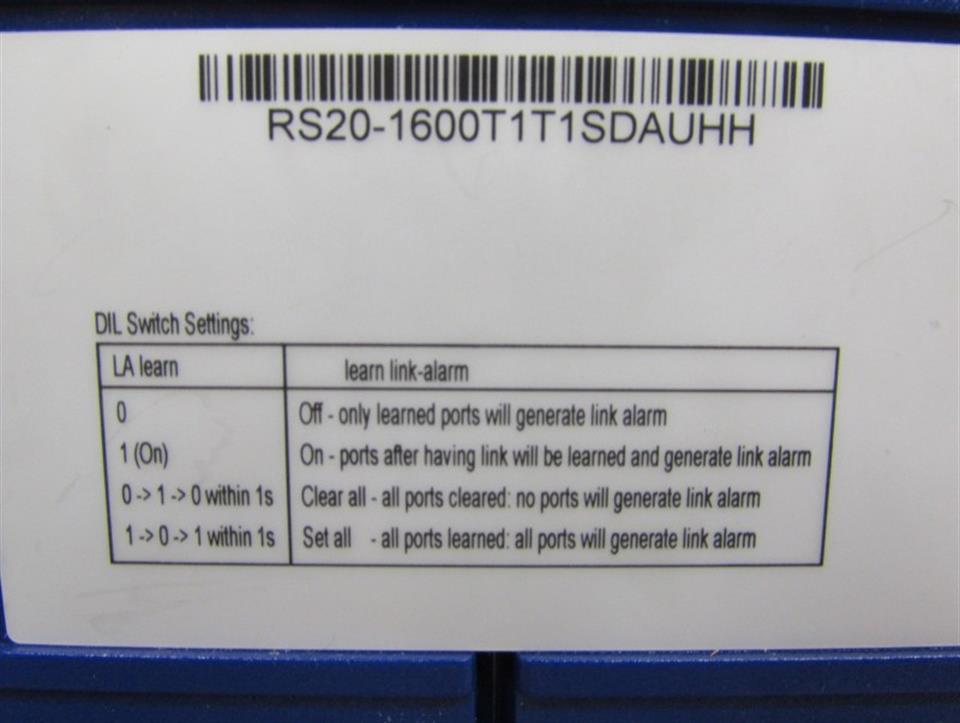 RS20-1600T1T1SDAUHH
DIL Switch Settings:
LA learn learn link-alarm
0 Off - only learned ports will generate link alarm
1 (On) On - ports after having link will be learned and generate link alarm
0 -> 1 -> 0 within 1s Clear all - all ports cleared: no ports will generate link alarm
1 -> 0 -> 1 within 1s Set all - all ports learned: all ports will generate link alarm